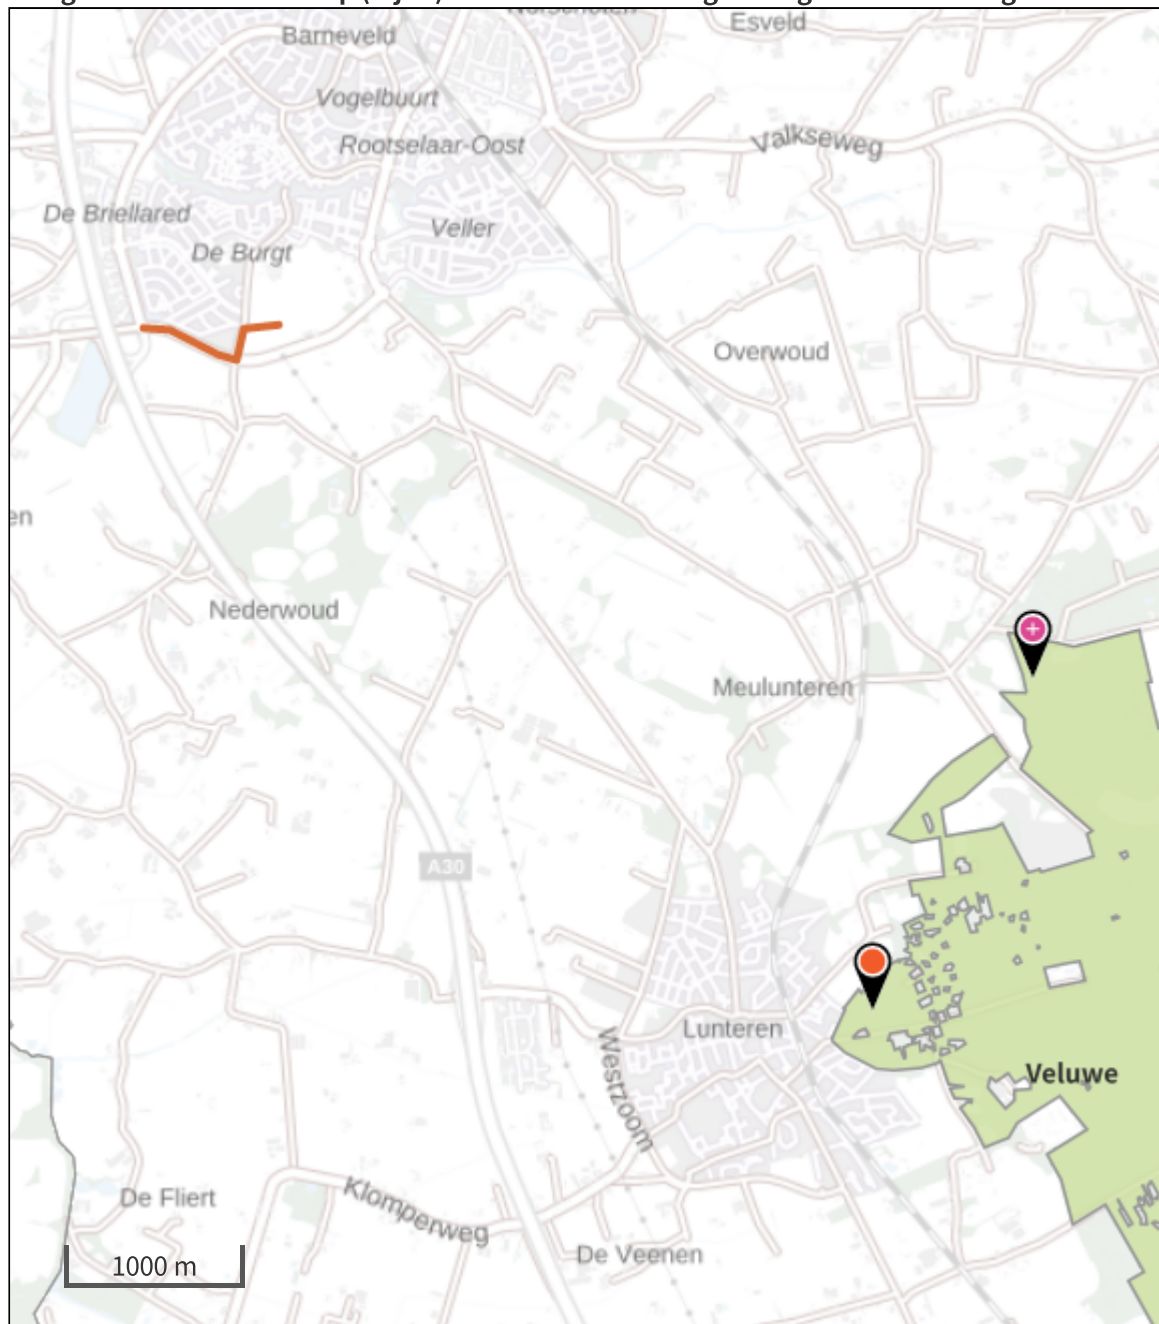 Barneveld
Esveld
Vogelbuurt
Rootselaar-Oost
Valkseweg
De Briellared
Veller
De Burgt
Overwoud
en
Nederwoud
Meulunteren
A30
Lunteren
Westzoom
Veluwe
De Fliert
Klomperweg
De Veenen
1000 m